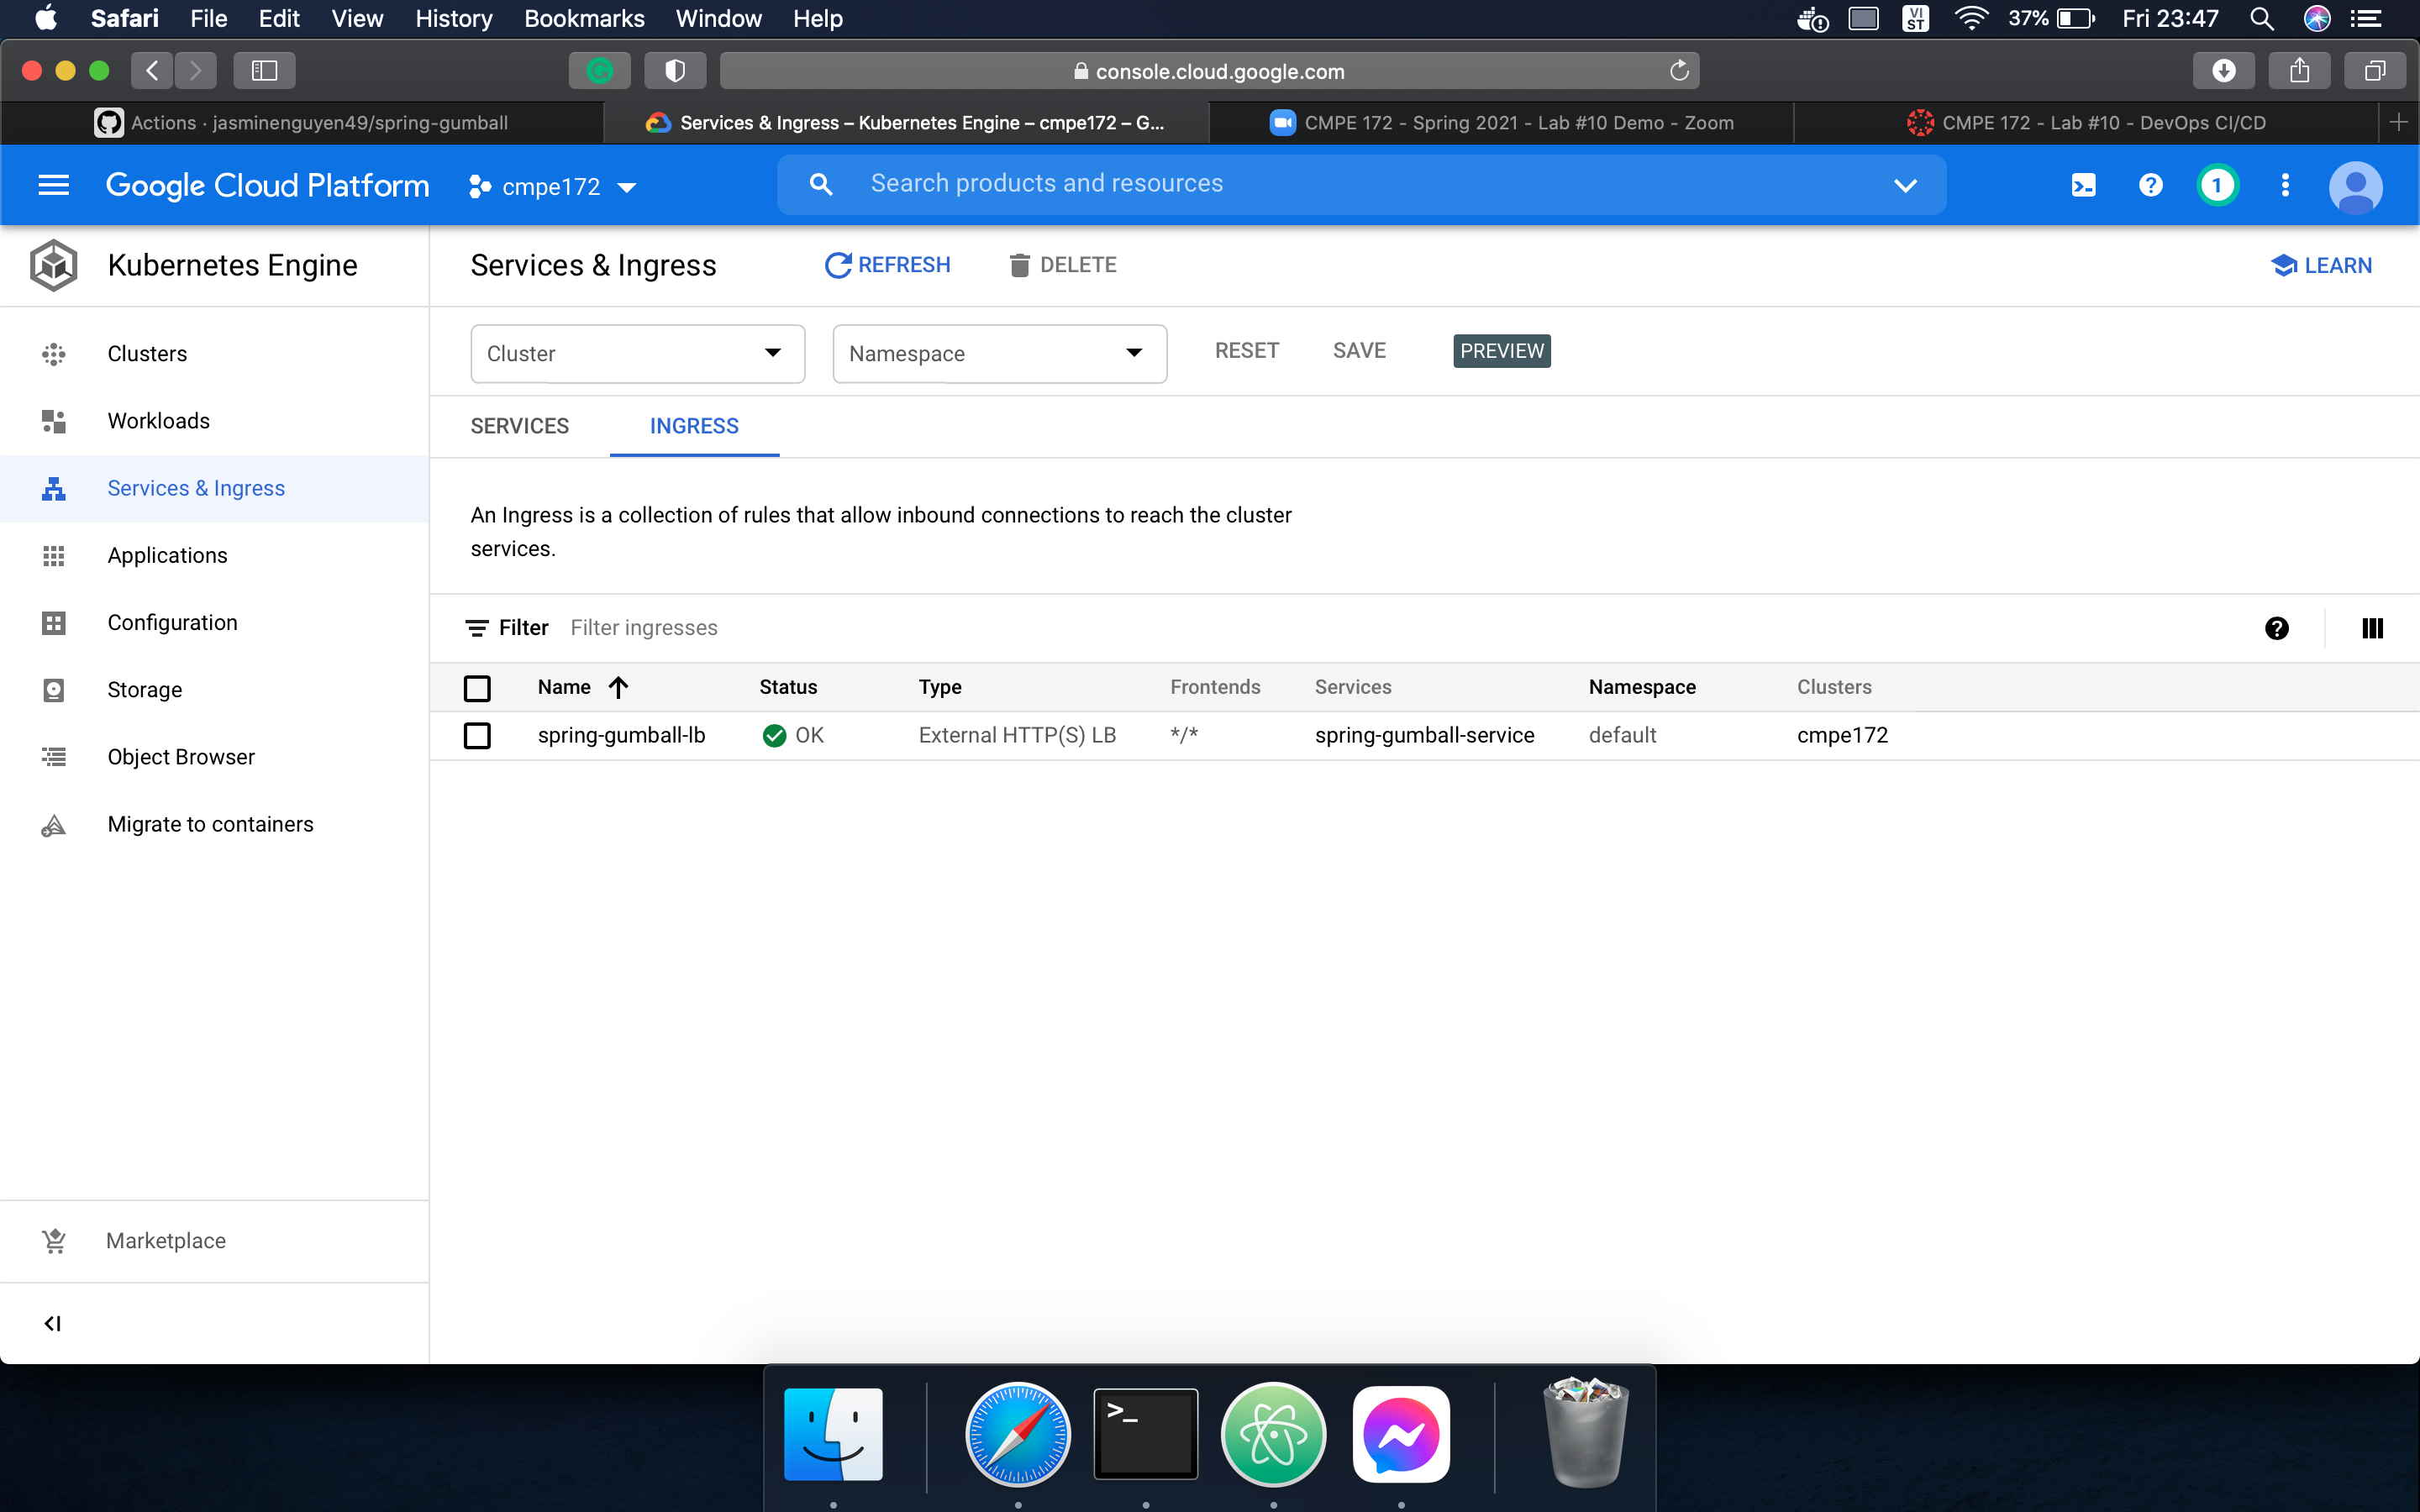 Safari File Edit View History Bookmarks Window Help VI ST 37% Fri 23:47
console.cloud.google.com
Actions · jasminenguyen49/spring-gumball Services & Ingress – Kubernetes Engine – cmpe172 – G... CMPE 172 - Spring 2021 - Lab #10 Demo - Zoom CMPE 172 - Lab #10 - DevOps CI/CD
Google Cloud Platform cmpe172 Search products and resources 1
Kubernetes Engine Services & Ingress REFRESH DELETE LEARN
Clusters
Workloads
Services & Ingress
Applications
Configuration
Storage
Object Browser
Migrate to containers
Marketplace
Cluster Namespace RESET SAVE PREVIEW
SERVICES INGRESS
An Ingress is a collection of rules that allow inbound connections to reach the cluster
services.
Filter Filter ingresses
Name Status Type Frontends Services Namespace Clusters
spring-gumball-lb OK External HTTP(S) LB */* spring-gumball-service default cmpe172